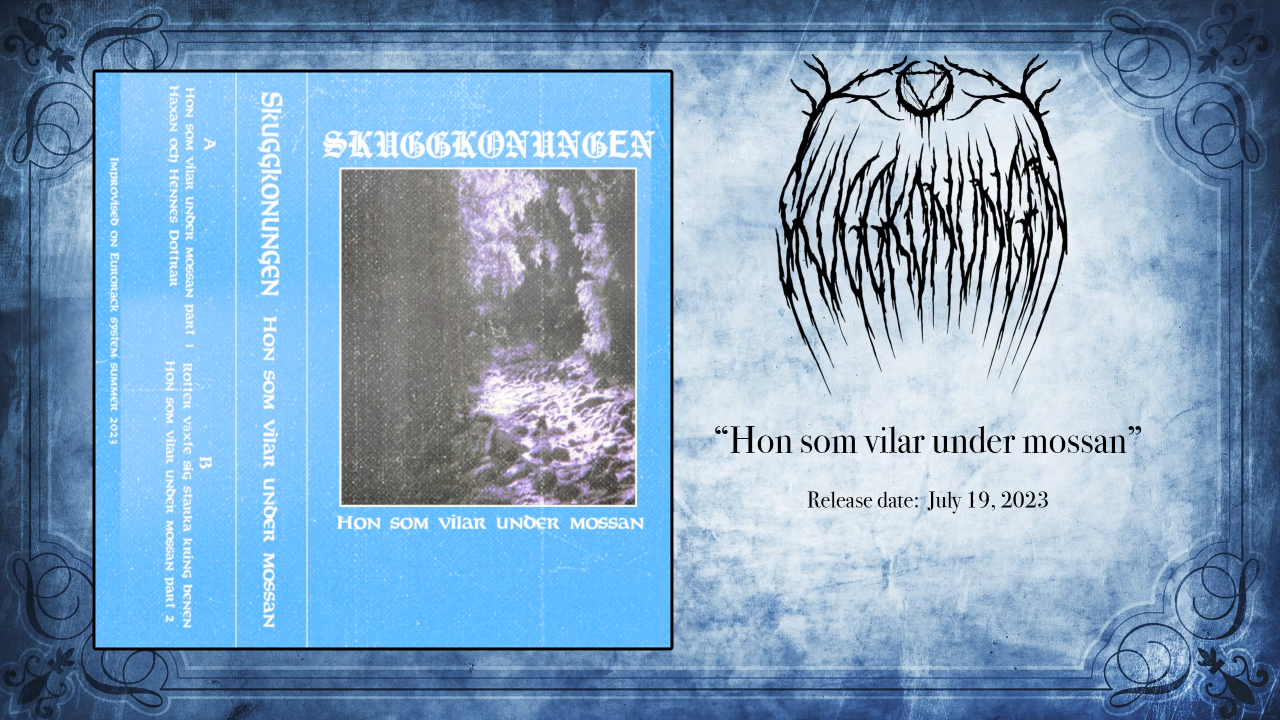 A
Hon som vilar under mossan part 1
Häxan och Hennes Dottrar
B
Rötter växte sig starka kring benen
Hon som vilar under mossan part 2
Improvised on Eurorack system summer 2023
Skuggkonungen Hon som vilar under mossan
SKUGGKONUNGEN
Hon som vilar under mossan
SKUGGKONUNGEN
“Hon som vilar under mossan”
Release date: July 19, 2023